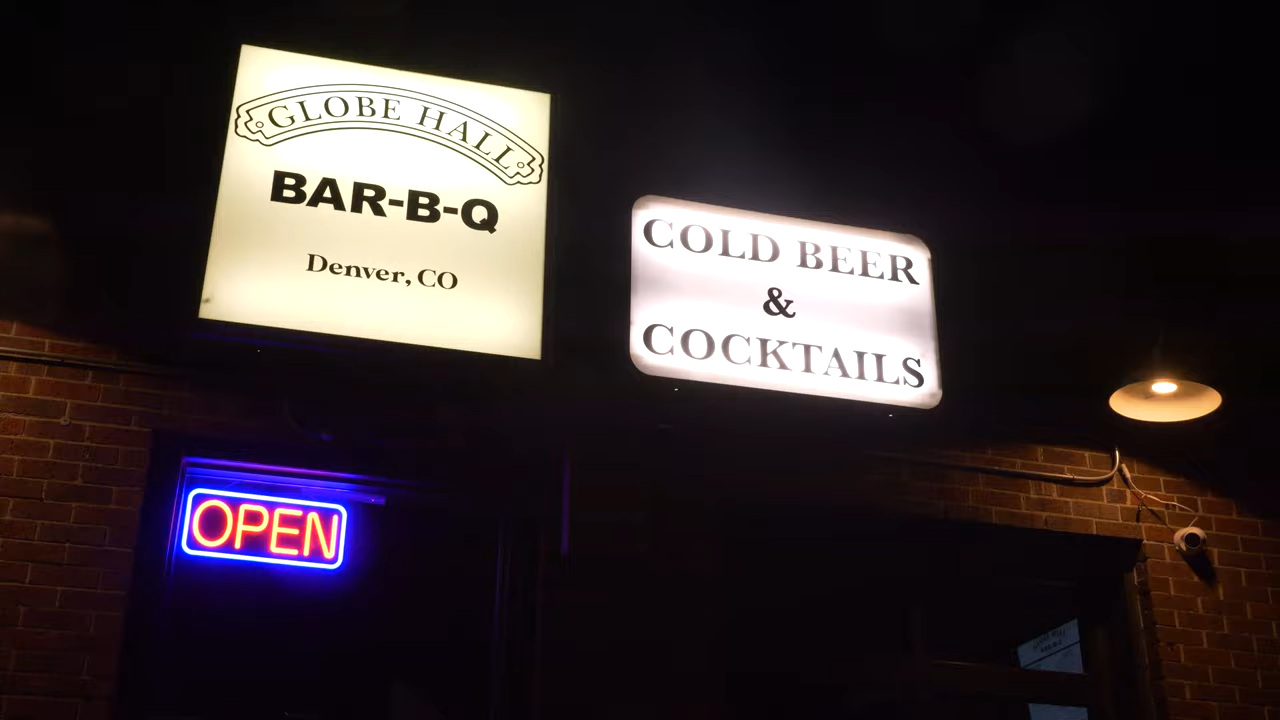 GLOBE HALL
BAR-B-Q
Denver, CO
COLD BEER
&
COCKTAILS
OPEN